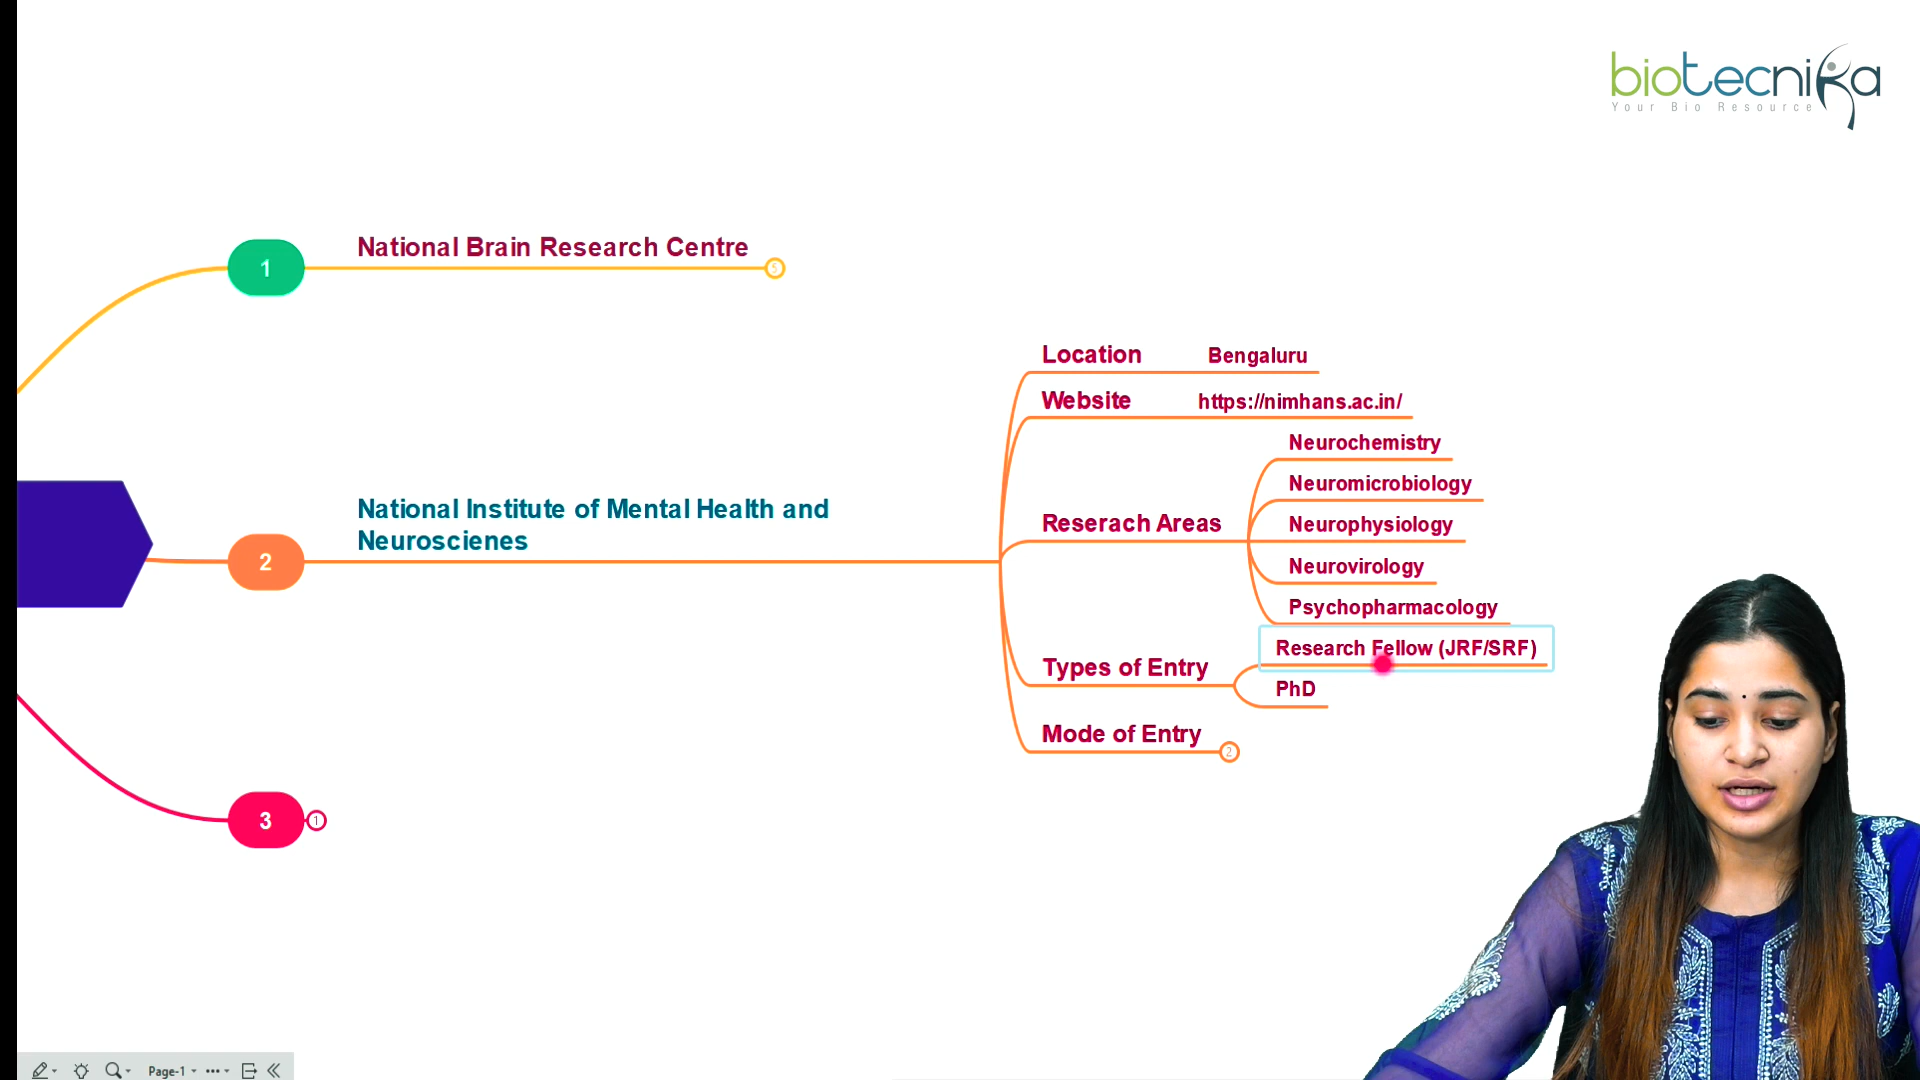 biotecnika
Your Bio Resource
1
National Brain Research Centre
5
Location
Bengaluru
Website
https://nimhans.ac.in/
Neurochemistry
Neuromicrobiology
National Institute of Mental Health and
Neuroscienes
Reserach Areas
Neurophysiology
2
Neurovirology
Psychopharmacology
Types of Entry
Research Fellow (JRF/SRF)
PhD
Mode of Entry
2
3
1
Page-1